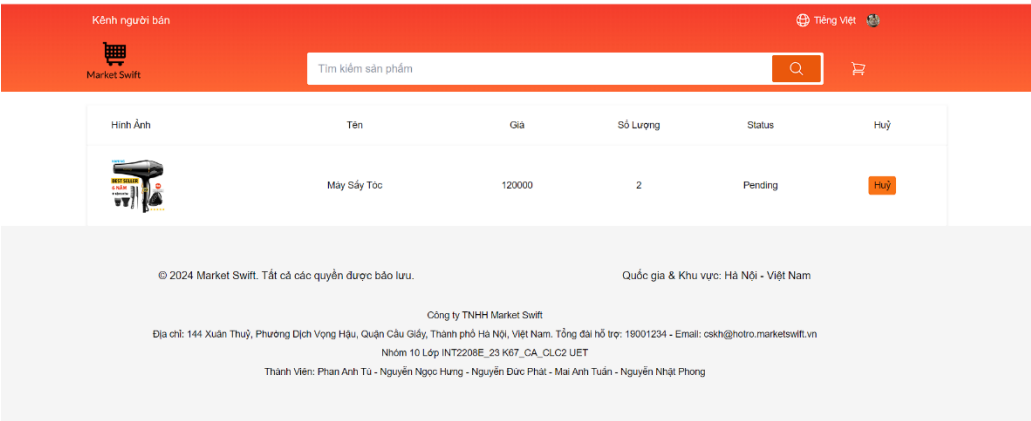 Kênh người bán
Tiếng Việt
Market Swift
Tìm kiếm sản phẩm
Hình Ảnh Tên Giá Số Lượng Status Huỷ
BEST SELLER
Máy Sấy Tóc 120000 2 Pending Huỷ
© 2024 Market Swift. Tất cả các quyền được bảo lưu.
Quốc gia & Khu vực: Hà Nội - Việt Nam
Công ty TNHH Market Swift
Địa chỉ: 144 Xuân Thuỷ, Phường Dịch Vọng Hậu, Quận Cầu Giấy, Thành phố Hà Nội, Việt Nam. Tổng đài hỗ trợ: 19001234 - Email: cskh@hotro.marketswift.vn
Nhóm 10 Lớp INT2208E_23 K67_CA_CLC2 UET
Thành Viên: Phan Anh Tú - Nguyễn Ngọc Hưng - Nguyễn Đức Phát - Mai Anh Tuấn - Nguyễn Nhật Phong